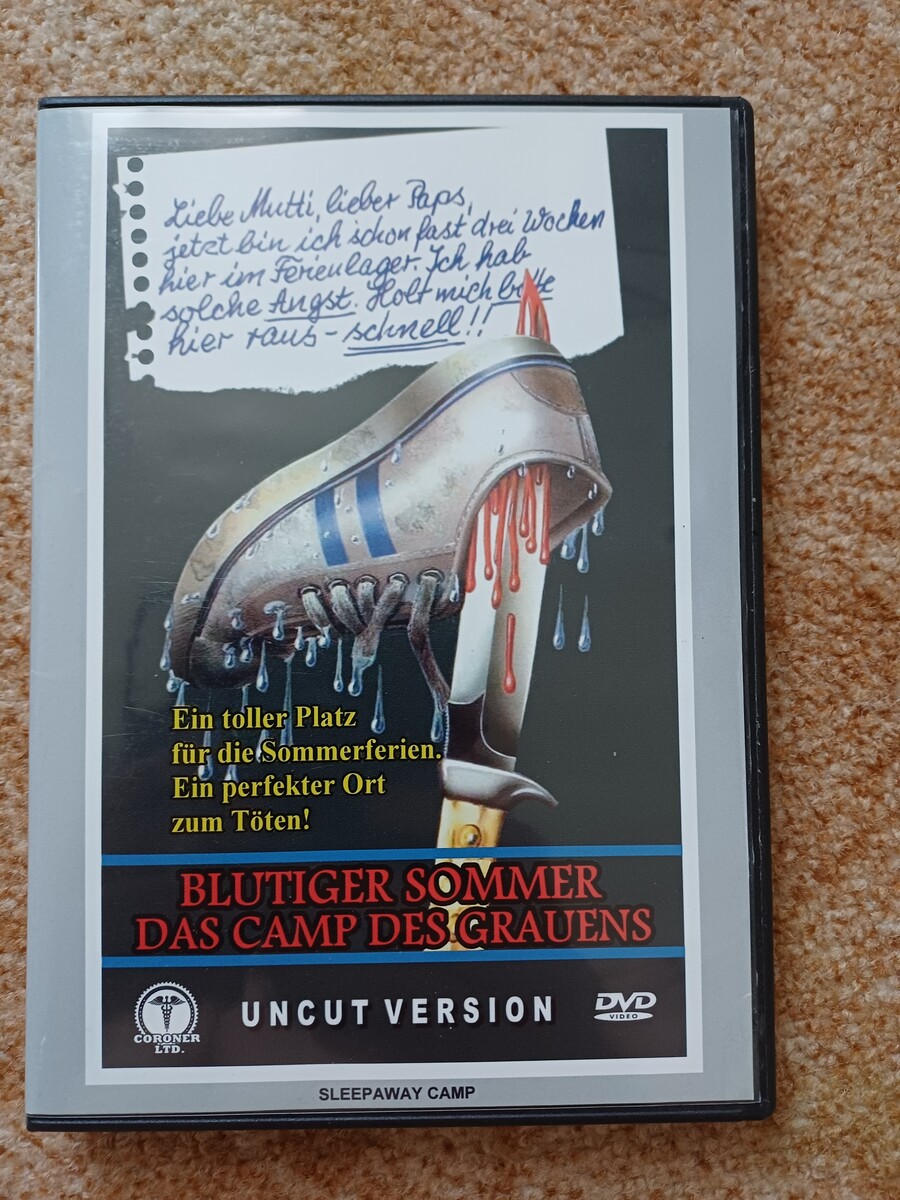 Liebe Mutti, lieber Paps,
jetzt bin ich schon fast drei Wochen
hier im Ferienlager. Ich hab
solche Angst. Holt mich bitte
hier raus - schnell!!
Ein toller Platz
für die Sommerferien.
Ein perfekter Ort
zum Töten!
BLUTIGER SOMMER
DAS CAMP DES GRAUENS
CORONER
LTD.
UNCUT VERSION
DVD
VIDEO
SLEEPAWAY CAMP